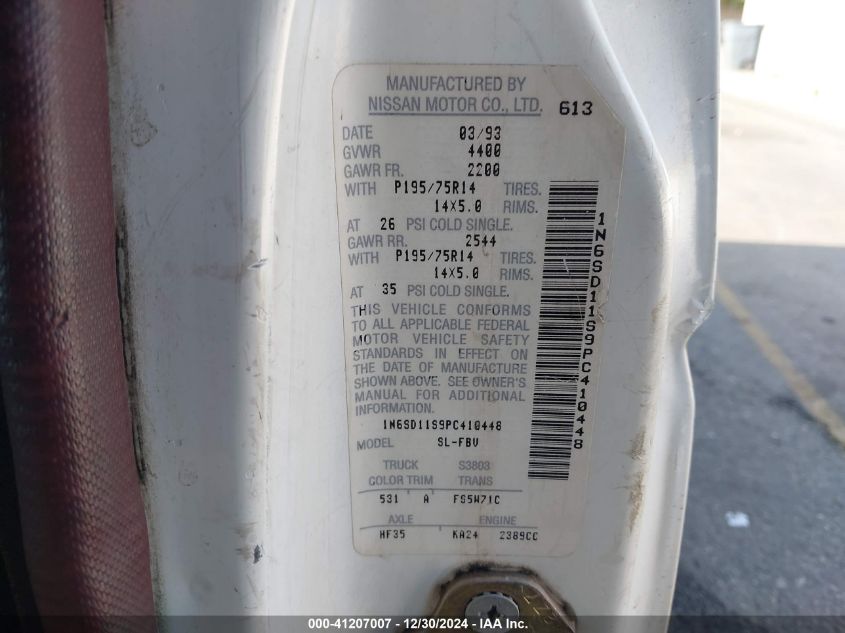 MANUFACTURED BY
NISSAN MOTOR CO., LTD. 613
DATE 03/93
GVWR 4400
GAWR FR. 2200
WITH P195/75R14 TIRES.
14X5.0 RIMS.
AT 26 PSI COLD SINGLE.
GAWR RR. 2544
WITH P195/75R14 TIRES.
14X5.0 RIMS.
AT 35 PSI COLD SINGLE.
THIS VEHICLE CONFORMS
TO ALL APPLICABLE FEDERAL
MOTOR VEHICLE SAFETY
STANDARDS IN EFFECT ON
THE DATE OF MANUFACTURE
SHOWN ABOVE. SEE OWNER'S
MANUAL FOR ADDITIONAL
INFORMATION.
1N6SD11S9PC410448
MODEL SL-FBV
TRUCK S3803
COLOR TRIM TRANS
531 A FS5W71C
AXLE ENGINE
HF35 KA24 2389CC
1N6SD11S9PC410448
000-41207007 - 12/30/2024 - IAA Inc.